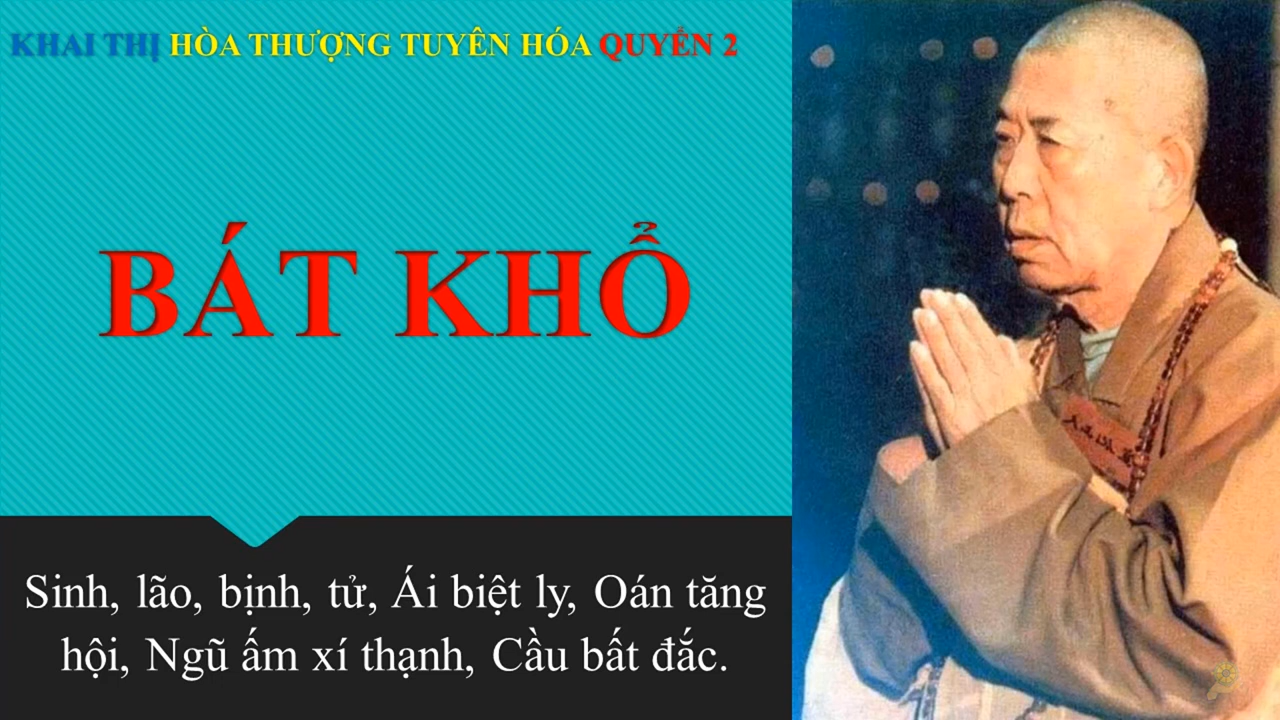 KHAI THỊ HÒA THƯỢNG TUYÊN HÓA QUYỂN 2
BÁT KHỔ
Sinh, lão, bịnh, tử, Ái biệt ly, Oán tăng
hội, Ngũ ấm xí thạnh, Cầu bất đắc.